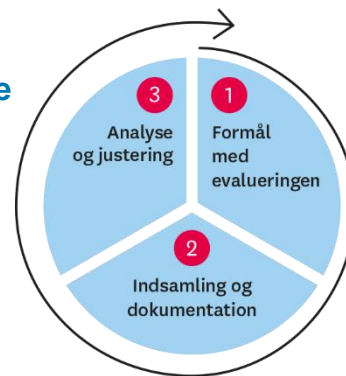 e
1
Formål
med
evalueringen
2
Indsamling og
dokumentation
3
Analyse
og justering